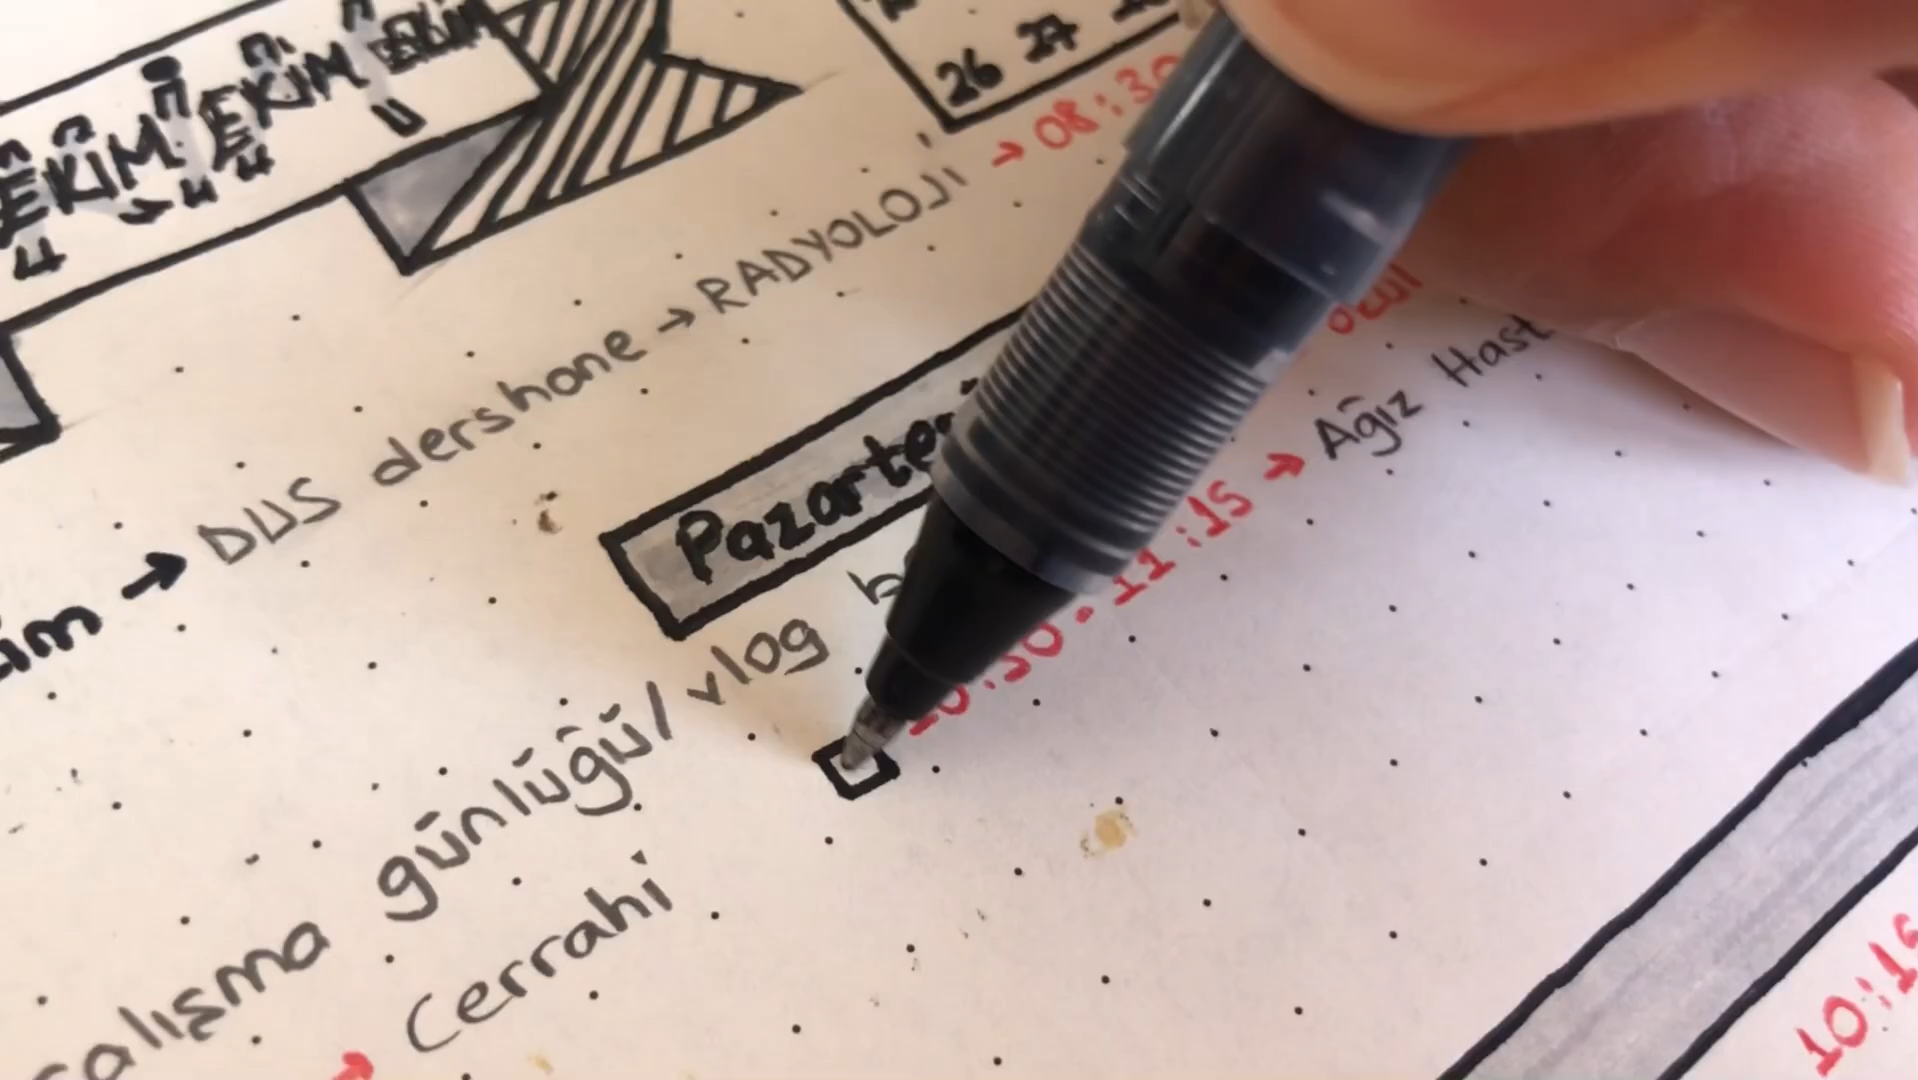 EKİM EKİM EKİM
26 27
DUS dershane → RADYOLOJİ → 08:30
Pazarte
çalışma günlüğü / vlog
10:30-11:15 → Ağız Hast
→ Cerrahi
10:15